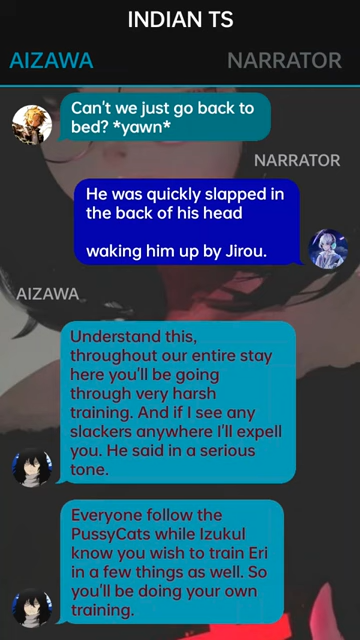 INDIAN TS
AIZAWA
NARRATOR
Can't we just go back to
bed? *yawn*
NARRATOR
He was quickly slapped in
the back of his head
waking him up by Jirou.
AIZAWA
Understand this,
throughout our entire stay
here you'll be going
through very harsh
training. And if I see any
slackers anywhere I'll expell
you. He said in a serious
tone.
Everyone follow the
PussyCats while Izukul
know you wish to train Eri
in a few things as well. So
you'll be doing your own
training.